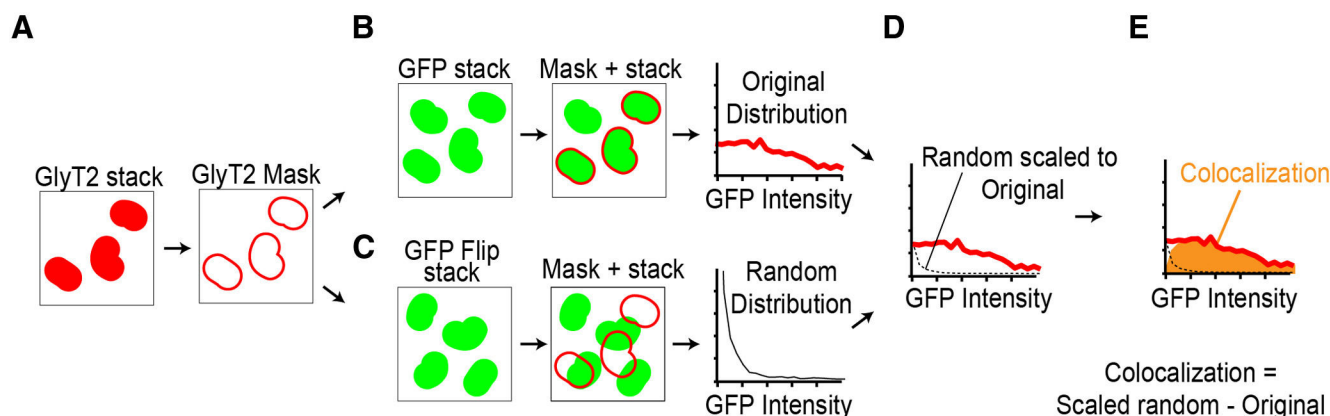 A
GlyT2 stack
GlyT2 Mask
B
GFP stack
Mask + stack
Original
Distribution
GFP Intensity
C
GFP Flip
stack
Mask + stack
Random
Distribution
GFP Intensity
D
Random scaled to
Original
GFP Intensity
E
Colocalization
GFP Intensity
Colocalization =
Scaled random - Original